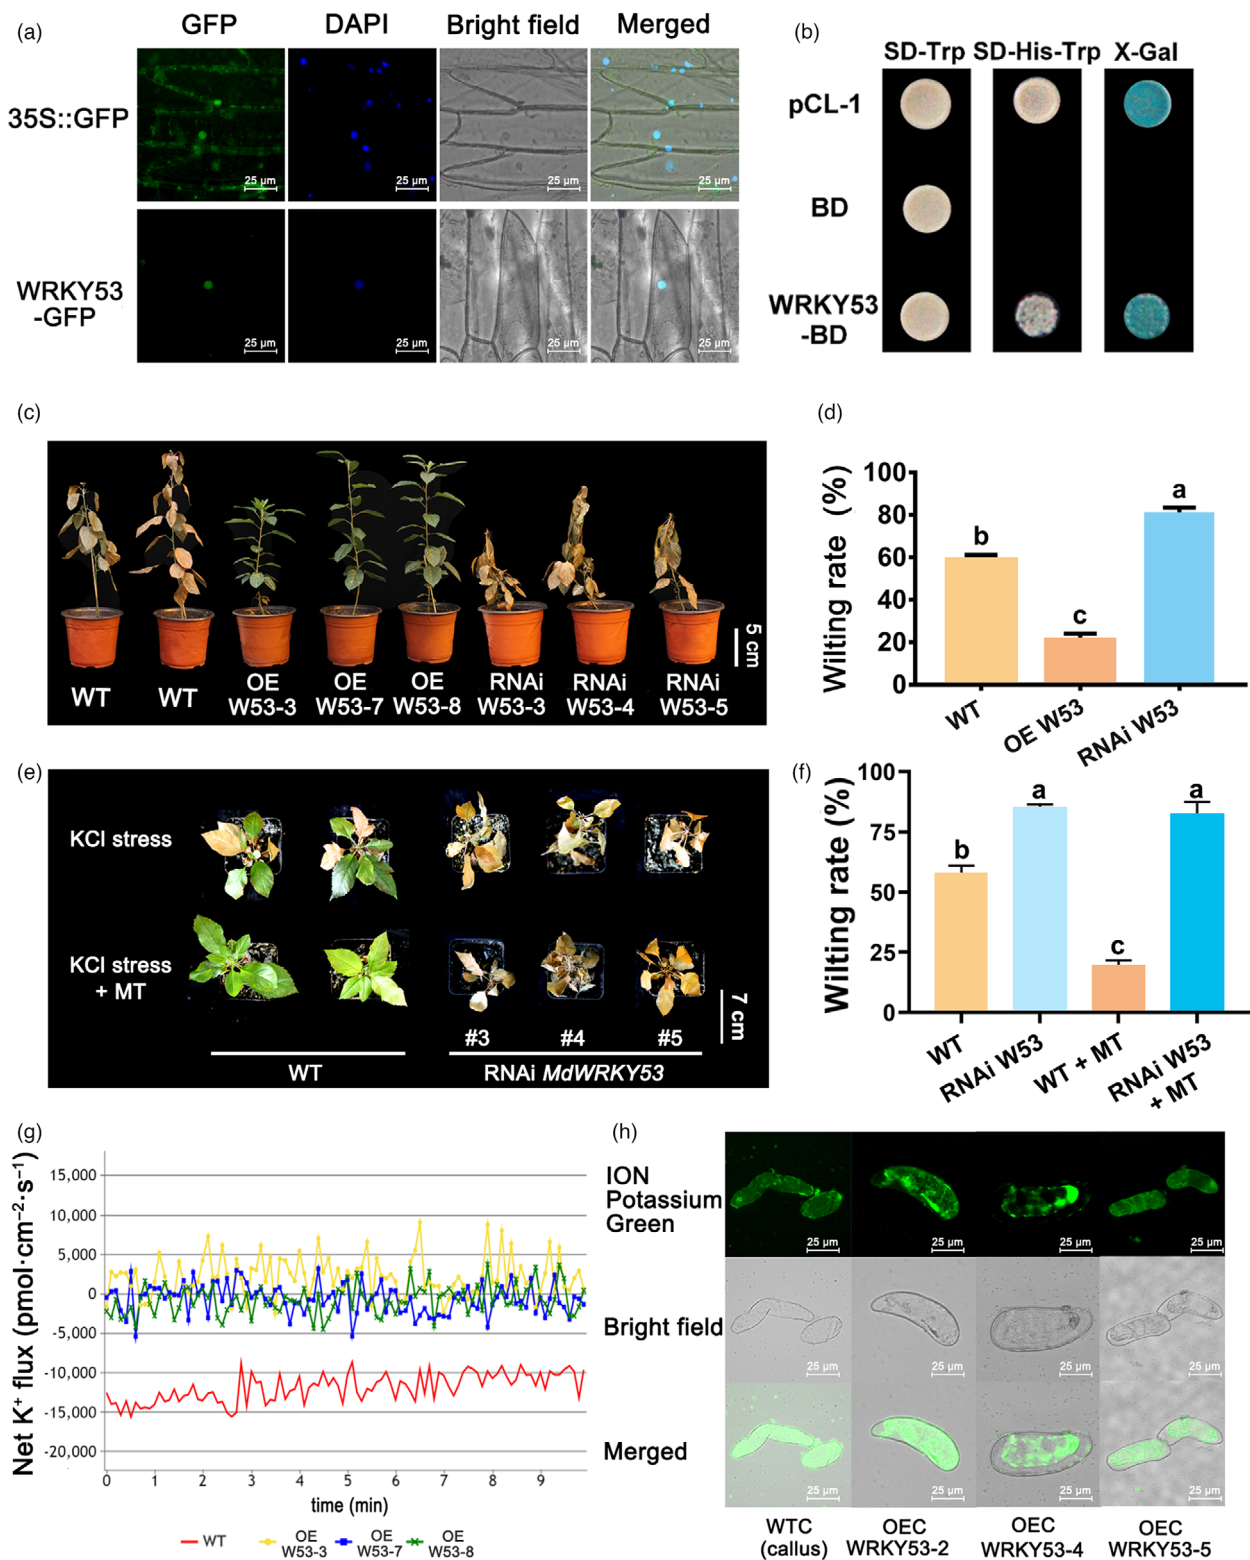 (a)
GFP
DAPI
Bright field
Merged
35S::GFP
25 µm
25 µm
25 µm
25 µm
WRKY53
-GFP
25 µm
25 µm
25 µm
25 µm
(b)
SD-Trp
SD-His-Trp
X-Gal
pCL-1
BD
WRKY53
-BD
(c)
WT
WT
OE
W53-3
OE
W53-7
OE
W53-8
RNAi
W53-3
RNAi
W53-4
RNAi
W53-5
5 cm
(d)
Wilting rate (%)
100
80
60
40
20
0
b
c
a
WT
OE W53
RNAi W53
(e)
KCl stress
KCl stress
+ MT
#3
#4
#5
7 cm
WT
RNAi MdWRKY53
(f)
Wilting rate (%)
100
75
50
25
0
b
a
c
a
WT
RNAi W53
WT + MT
RNAi W53
+ MT
(g)
Net K⁺ flux (pmol·cm⁻²·s⁻¹)
15,000
10,000
5,000
0
-5,000
-10,000
-15,000
-20,000
0 1 2 3 4 5 6 7 8 9
time (min)
WT
OE
W53-3
OE
W53-7
OE
W53-8
(h)
ION
Potassium
Green
25 µm
25 µm
25 µm
25 µm
Bright field
25 µm
25 µm
25 µm
25 µm
Merged
25 µm
25 µm
25 µm
25 µm
WTC
(callus)
OEC
WRKY53-2
OEC
WRKY53-4
OEC
WRKY53-5